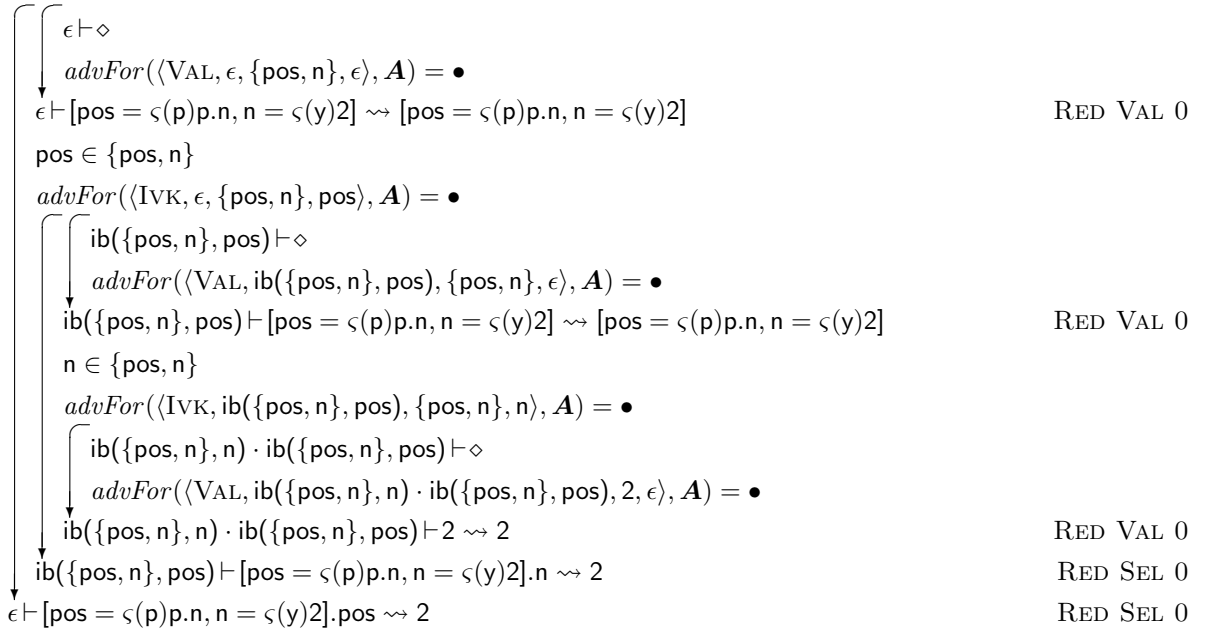 ϵ ⊢ ⋄
advFor(⟨VAL, ϵ, {pos, n}, ϵ⟩, A) = •
ϵ ⊢ [pos = ς(p)p.n, n = ς(y)2] ⇝ [pos = ς(p)p.n, n = ς(y)2] RED VAL 0
pos ∈ {pos, n}
advFor(⟨IVK, ϵ, {pos, n}, pos⟩, A) = •
ib({pos, n}, pos) ⊢ ⋄
advFor(⟨VAL, ib({pos, n}, pos), {pos, n}, ϵ⟩, A) = •
ib({pos, n}, pos) ⊢ [pos = ς(p)p.n, n = ς(y)2] ⇝ [pos = ς(p)p.n, n = ς(y)2] RED VAL 0
n ∈ {pos, n}
advFor(⟨IVK, ib({pos, n}, pos), {pos, n}, n⟩, A) = •
ib({pos, n}, n) · ib({pos, n}, pos) ⊢ ⋄
advFor(⟨VAL, ib({pos, n}, n) · ib({pos, n}, pos), 2, ϵ⟩, A) = •
ib({pos, n}, n) · ib({pos, n}, pos) ⊢ 2 ⇝ 2 RED VAL 0
ib({pos, n}, pos) ⊢ [pos = ς(p)p.n, n = ς(y)2].n ⇝ 2 RED SEL 0
ϵ ⊢ [pos = ς(p)p.n, n = ς(y)2].pos ⇝ 2 RED SEL 0